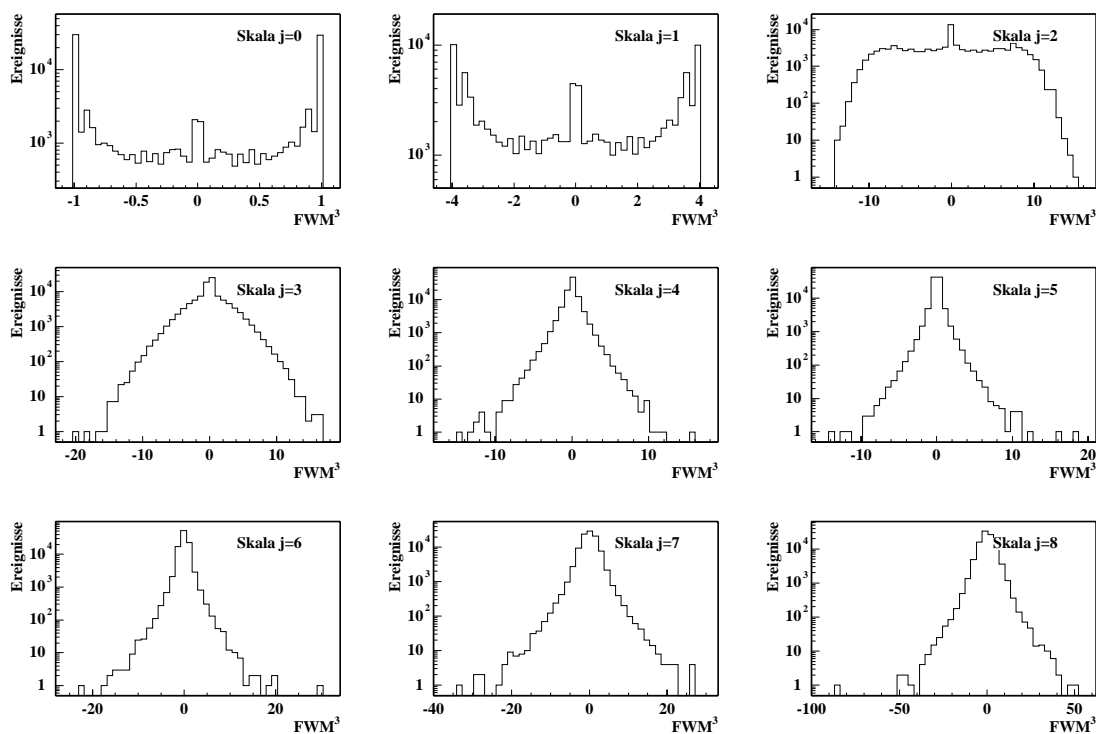 Ereignisse
Skala j=0
10^4
10^3
-1 -0.5 0 0.5 1
FWM^3
Ereignisse
Skala j=1
10^4
10^3
-4 -2 0 2 4
FWM^3
Ereignisse
Skala j=2
10^4
10^3
10^2
10
1
-10 0 10
FWM^3
Ereignisse
Skala j=3
10^4
10^3
10^2
10
1
-20 -10 0 10
FWM^3
Ereignisse
Skala j=4
10^4
10^3
10^2
10
1
-10 0 10
FWM^3
Ereignisse
Skala j=5
10^4
10^3
10^2
10
1
-10 0 10 20
FWM^3
Ereignisse
Skala j=6
10^4
10^3
10^2
10
1
-20 0 20
FWM^3
Ereignisse
Skala j=7
10^4
10^3
10^2
10
1
-40 -20 0 20
FWM^3
Ereignisse
Skala j=8
10^4
10^3
10^2
10
1
-100 -50 0 50
FWM^3